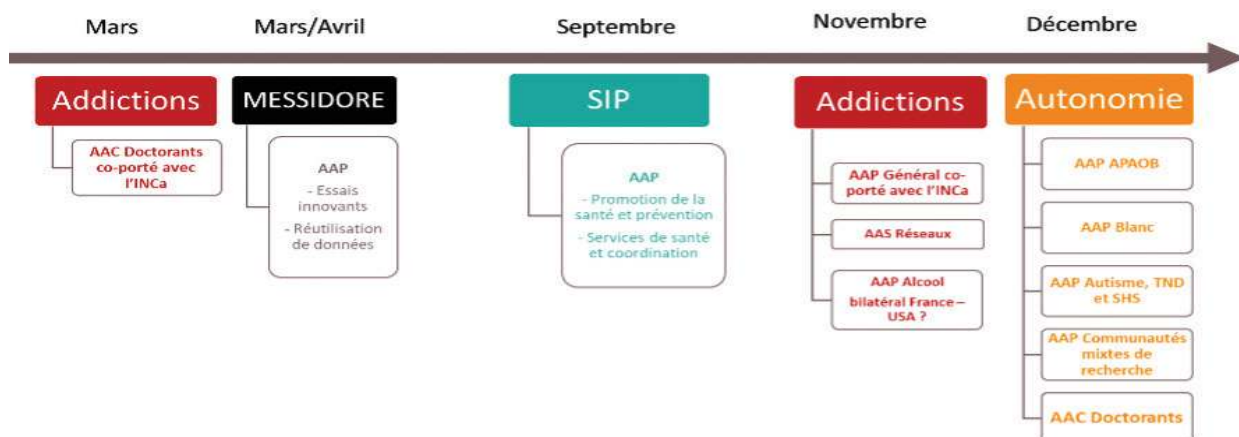 Mars
Mars/Avril
Septembre
Novembre
Décembre
Addictions
AAC Doctorants
co-porté avec
l'INCa
MESSIDORE
AAP
- Essais
innovants
- Réutilisation
de données
SIP
AAP
- Promotion de la
santé et prévention
- Services de santé
et coordination
Addictions
AAP Général co-
porté avec l'INCa
AAS Réseaux
AAP Alcool
bilatéral France –
USA ?
Autonomie
AAP APAOB
AAP Blanc
AAP Autisme, TND
et SHS
AAP Communautés
mixtes de
recherche
AAC Doctorants